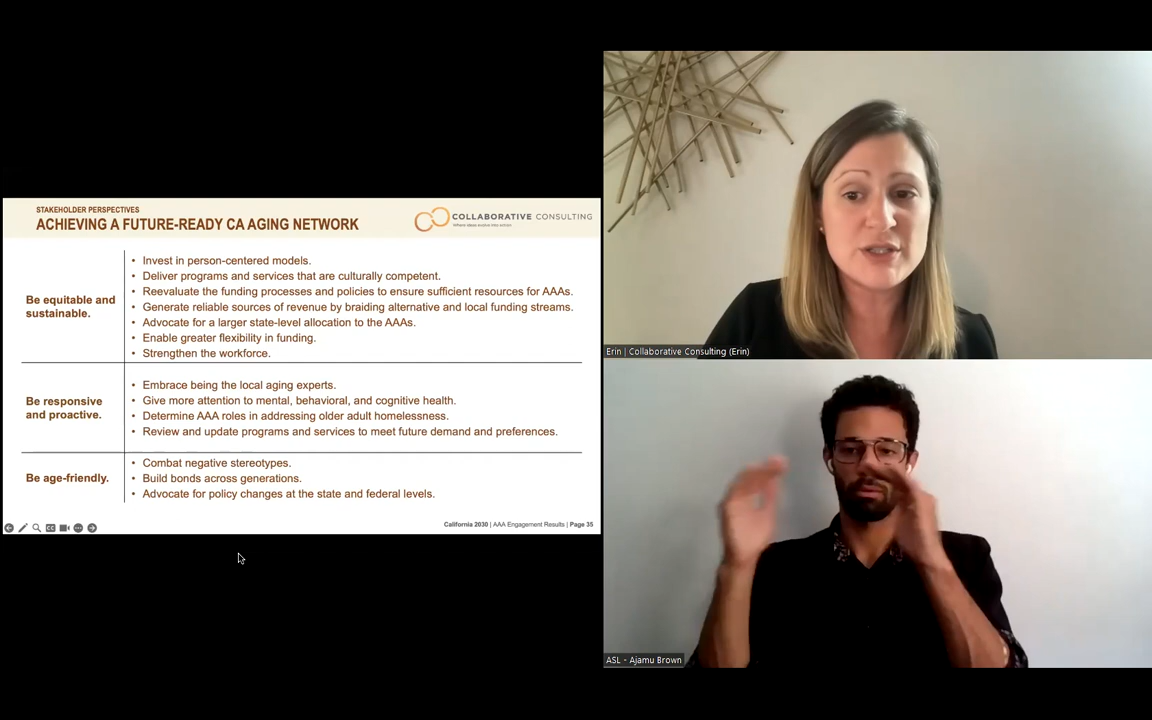 STAKEHOLDER PERSPECTIVES
ACHIEVING A FUTURE-READY CA AGING NETWORK
COLLABORATIVE CONSULTING
Where ideas evolve into action
Be equitable and
sustainable.
• Invest in person-centered models.
• Deliver programs and services that are culturally competent.
• Reevaluate the funding processes and policies to ensure sufficient resources for AAAs.
• Generate reliable sources of revenue by braiding alternative and local funding streams.
• Advocate for a larger state-level allocation to the AAAs.
• Enable greater flexibility in funding.
• Strengthen the workforce.
Be responsive
and proactive.
• Embrace being the local aging experts.
• Give more attention to mental, behavioral, and cognitive health.
• Determine AAA roles in addressing older adult homelessness.
• Review and update programs and services to meet future demand and preferences.
Be age-friendly.
• Combat negative stereotypes.
• Build bonds across generations.
• Advocate for policy changes at the state and federal levels.
CC
California 2030 | AAA Engagement Results | Page 35
Erin | Collaborative Consulting (Erin)
ASL - Ajamu Brown